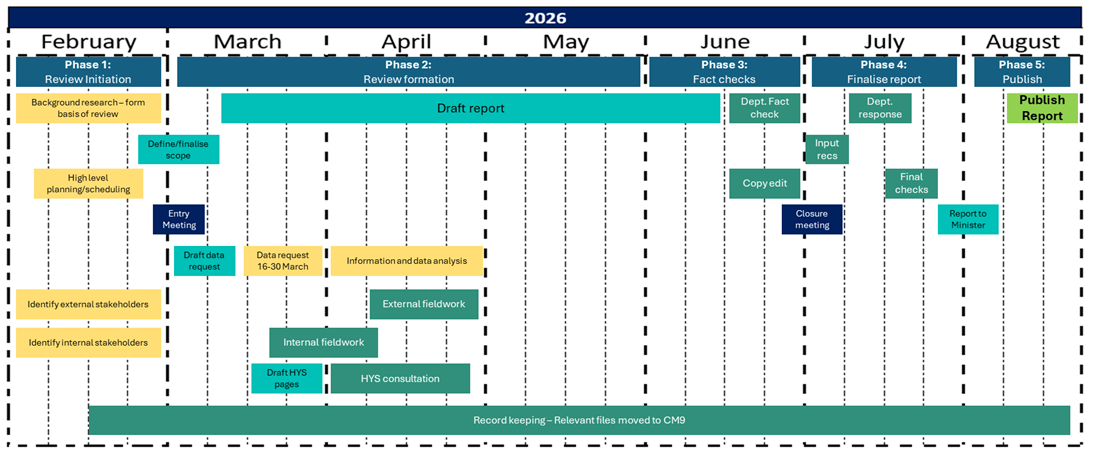 2026
February
March
April
May
June
July
August
Phase 1:
Review Initiation
Phase 2:
Review formation
Phase 3:
Fact checks
Phase 4:
Finalise report
Phase 5:
Publish
Background research – form
basis of review
Draft report
Dept. Fact
check
Dept.
response
Publish
Report
Define/finalise
scope
Input
recs
High level
planning/scheduling
Copy edit
Final
checks
Entry
Meeting
Closure
meeting
Report to
Minister
Draft data
request
Data request
16-30 March
Information and data analysis
Identify external stakeholders
External fieldwork
Identify internal stakeholders
Internal fieldwork
Draft HYS
pages
HYS consultation
Record keeping – Relevant files moved to CM9